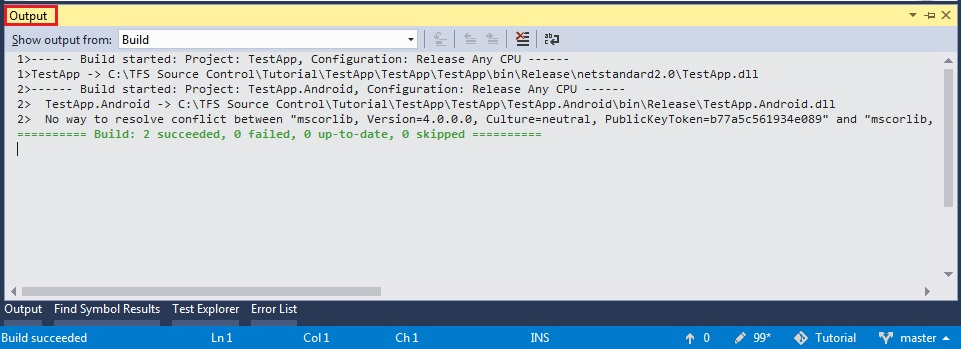 Output
Show output from: Build
1>------ Build started: Project: TestApp, Configuration: Release Any CPU ------
1>TestApp -> C:\TFS Source Control\Tutorial\TestApp\TestApp\TestApp\bin\Release\netstandard2.0\TestApp.dll
2>------ Build started: Project: TestApp.Android, Configuration: Release Any CPU ------
2>  TestApp.Android -> C:\TFS Source Control\Tutorial\TestApp\TestApp\TestApp.Android\bin\Release\TestApp.Android.dll
2>  No way to resolve conflict between "mscorlib, Version=4.0.0.0, Culture=neutral, PublicKeyToken=b77a5c561934e089" and "mscorlib,
========== Build: 2 succeeded, 0 failed, 0 up-to-date, 0 skipped ==========
Output Find Symbol Results Test Explorer Error List
Build succeeded Ln 1 Col 1 Ch 1 INS 0 99* Tutorial master